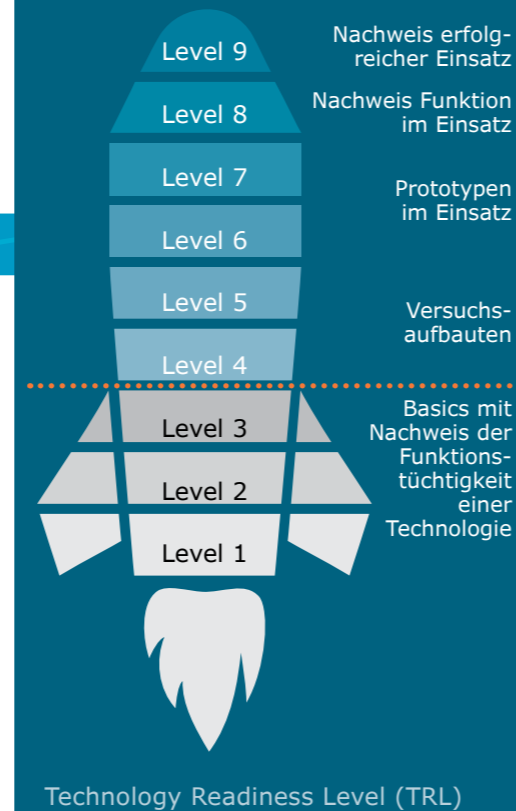 Level 9
Nachweis erfolg-
reicher Einsatz
Level 8
Nachweis Funktion
im Einsatz
Level 7
Prototypen
im Einsatz
Level 6
Level 5
Versuchs-
aufbauten
Level 4
Level 3
Basics mit
Nachweis der
Funktions-
tüchtigkeit
einer
Technologie
Level 2
Level 1
Technology Readiness Level (TRL)